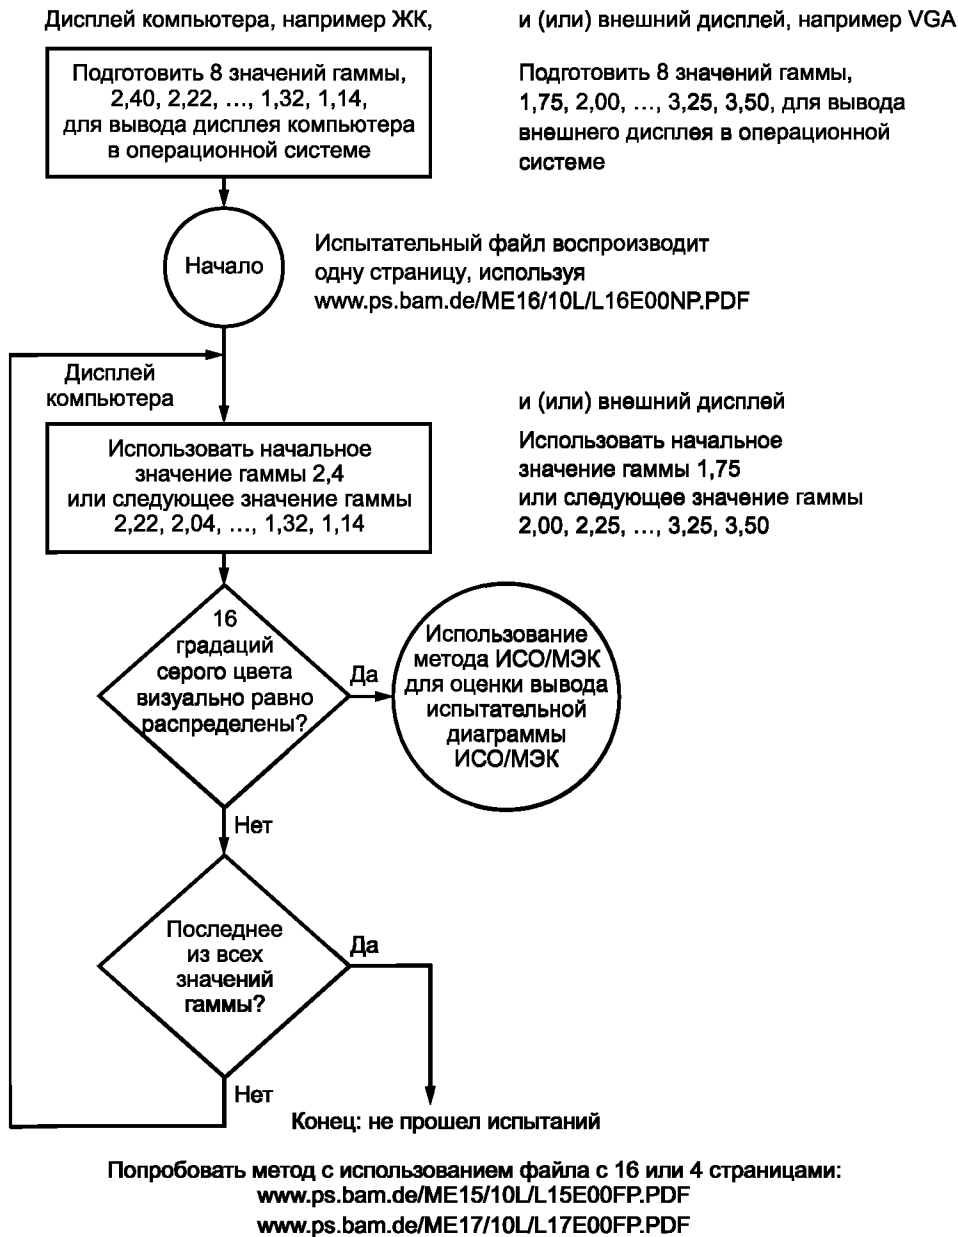 Дисплей компьютера, например ЖК,
и (или) внешний дисплей, например VGA
Подготовить 8 значений гаммы,
2,40, 2,22, ..., 1,32, 1,14,
для вывода дисплея компьютера
в операционной системе
Подготовить 8 значений гаммы,
1,75, 2,00, ..., 3,25, 3,50, для вывода
внешнего дисплея в операционной
системе
Начало
Испытательный файл воспроизводит
одну страницу, используя
www.ps.bam.de/ME16/10L/L16E00NP.PDF
Дисплей
компьютера
и (или) внешний дисплей
Использовать начальное
значение гаммы 2,4
или следующее значение гаммы
2,22, 2,04, ..., 1,32, 1,14
Использовать начальное
значение гаммы 1,75
или следующее значение гаммы
2,00, 2,25, ..., 3,25, 3,50
16
градаций
серого цвета
визуально равно
распределены?
Да
Использование
метода ИСО/МЭК
для оценки вывода
испытательной
диаграммы
ИСО/МЭК
Нет
Последнее
из всех
значений
гаммы?
Да
Нет
Конец: не прошел испытаний
Попробовать метод с использованием файла с 16 или 4 страницами:
www.ps.bam.de/ME15/10L/L15E00FP.PDF
www.ps.bam.de/ME17/10L/L17E00FP.PDF